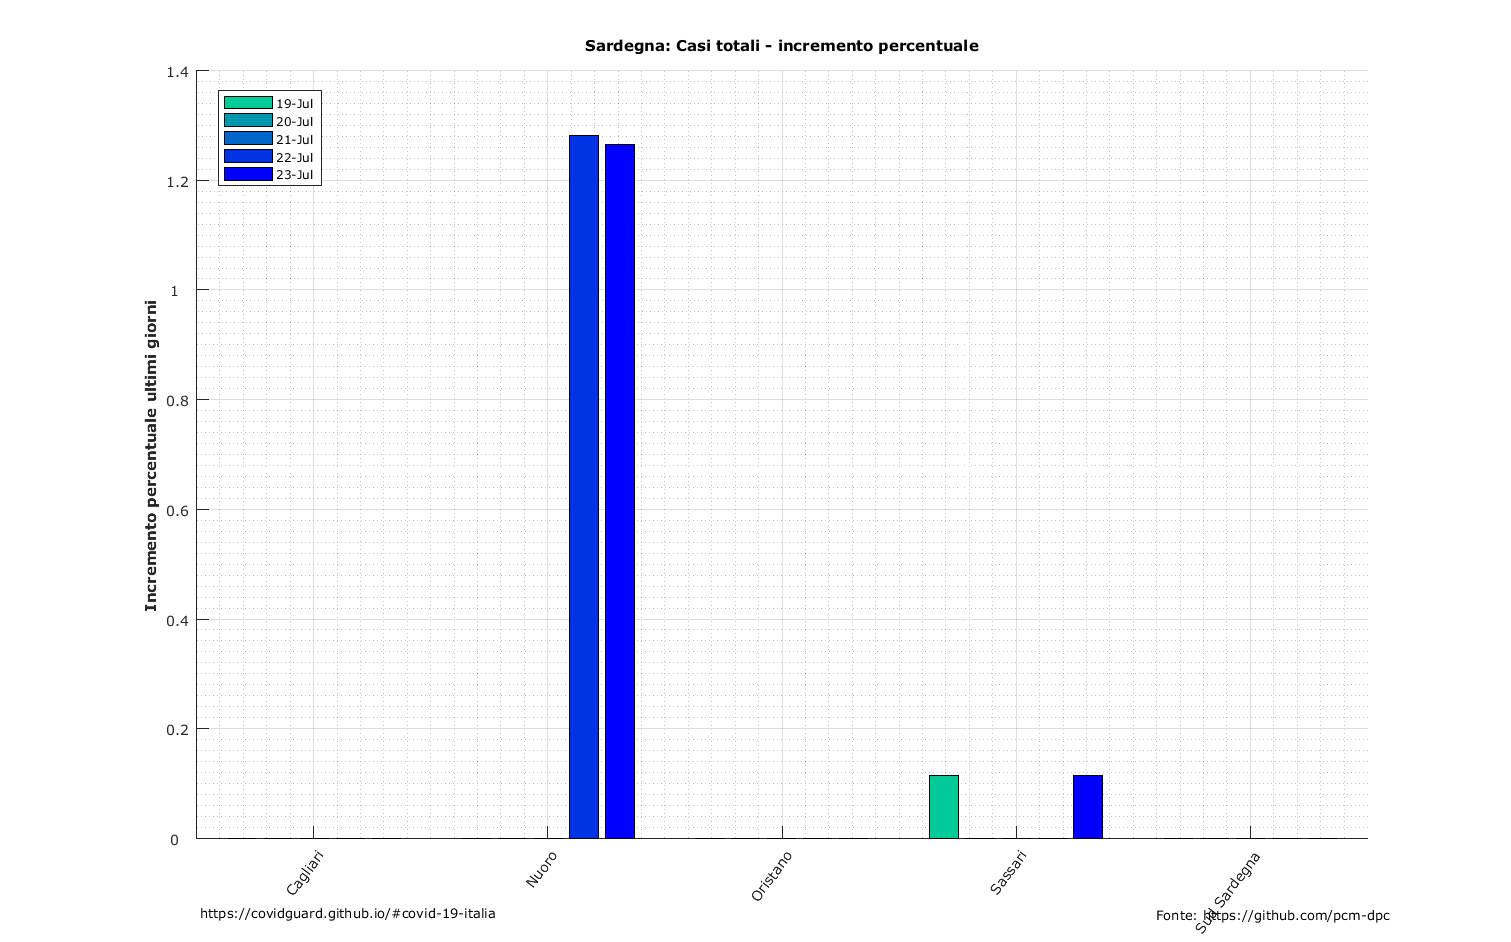 Sardegna: Casi totali - incremento percentuale
1.4
1.2
1
0.8
0.6
0.4
0.2
0
Incremento percentuale ultimi giorni
19-Jul
20-Jul
21-Jul
22-Jul
23-Jul
Cagliari
Nuoro
Oristano
Sassari
Sud Sardegna
https://covidguard.github.io/#covid-19-italia
Fonte: https://github.com/pcm-dpc